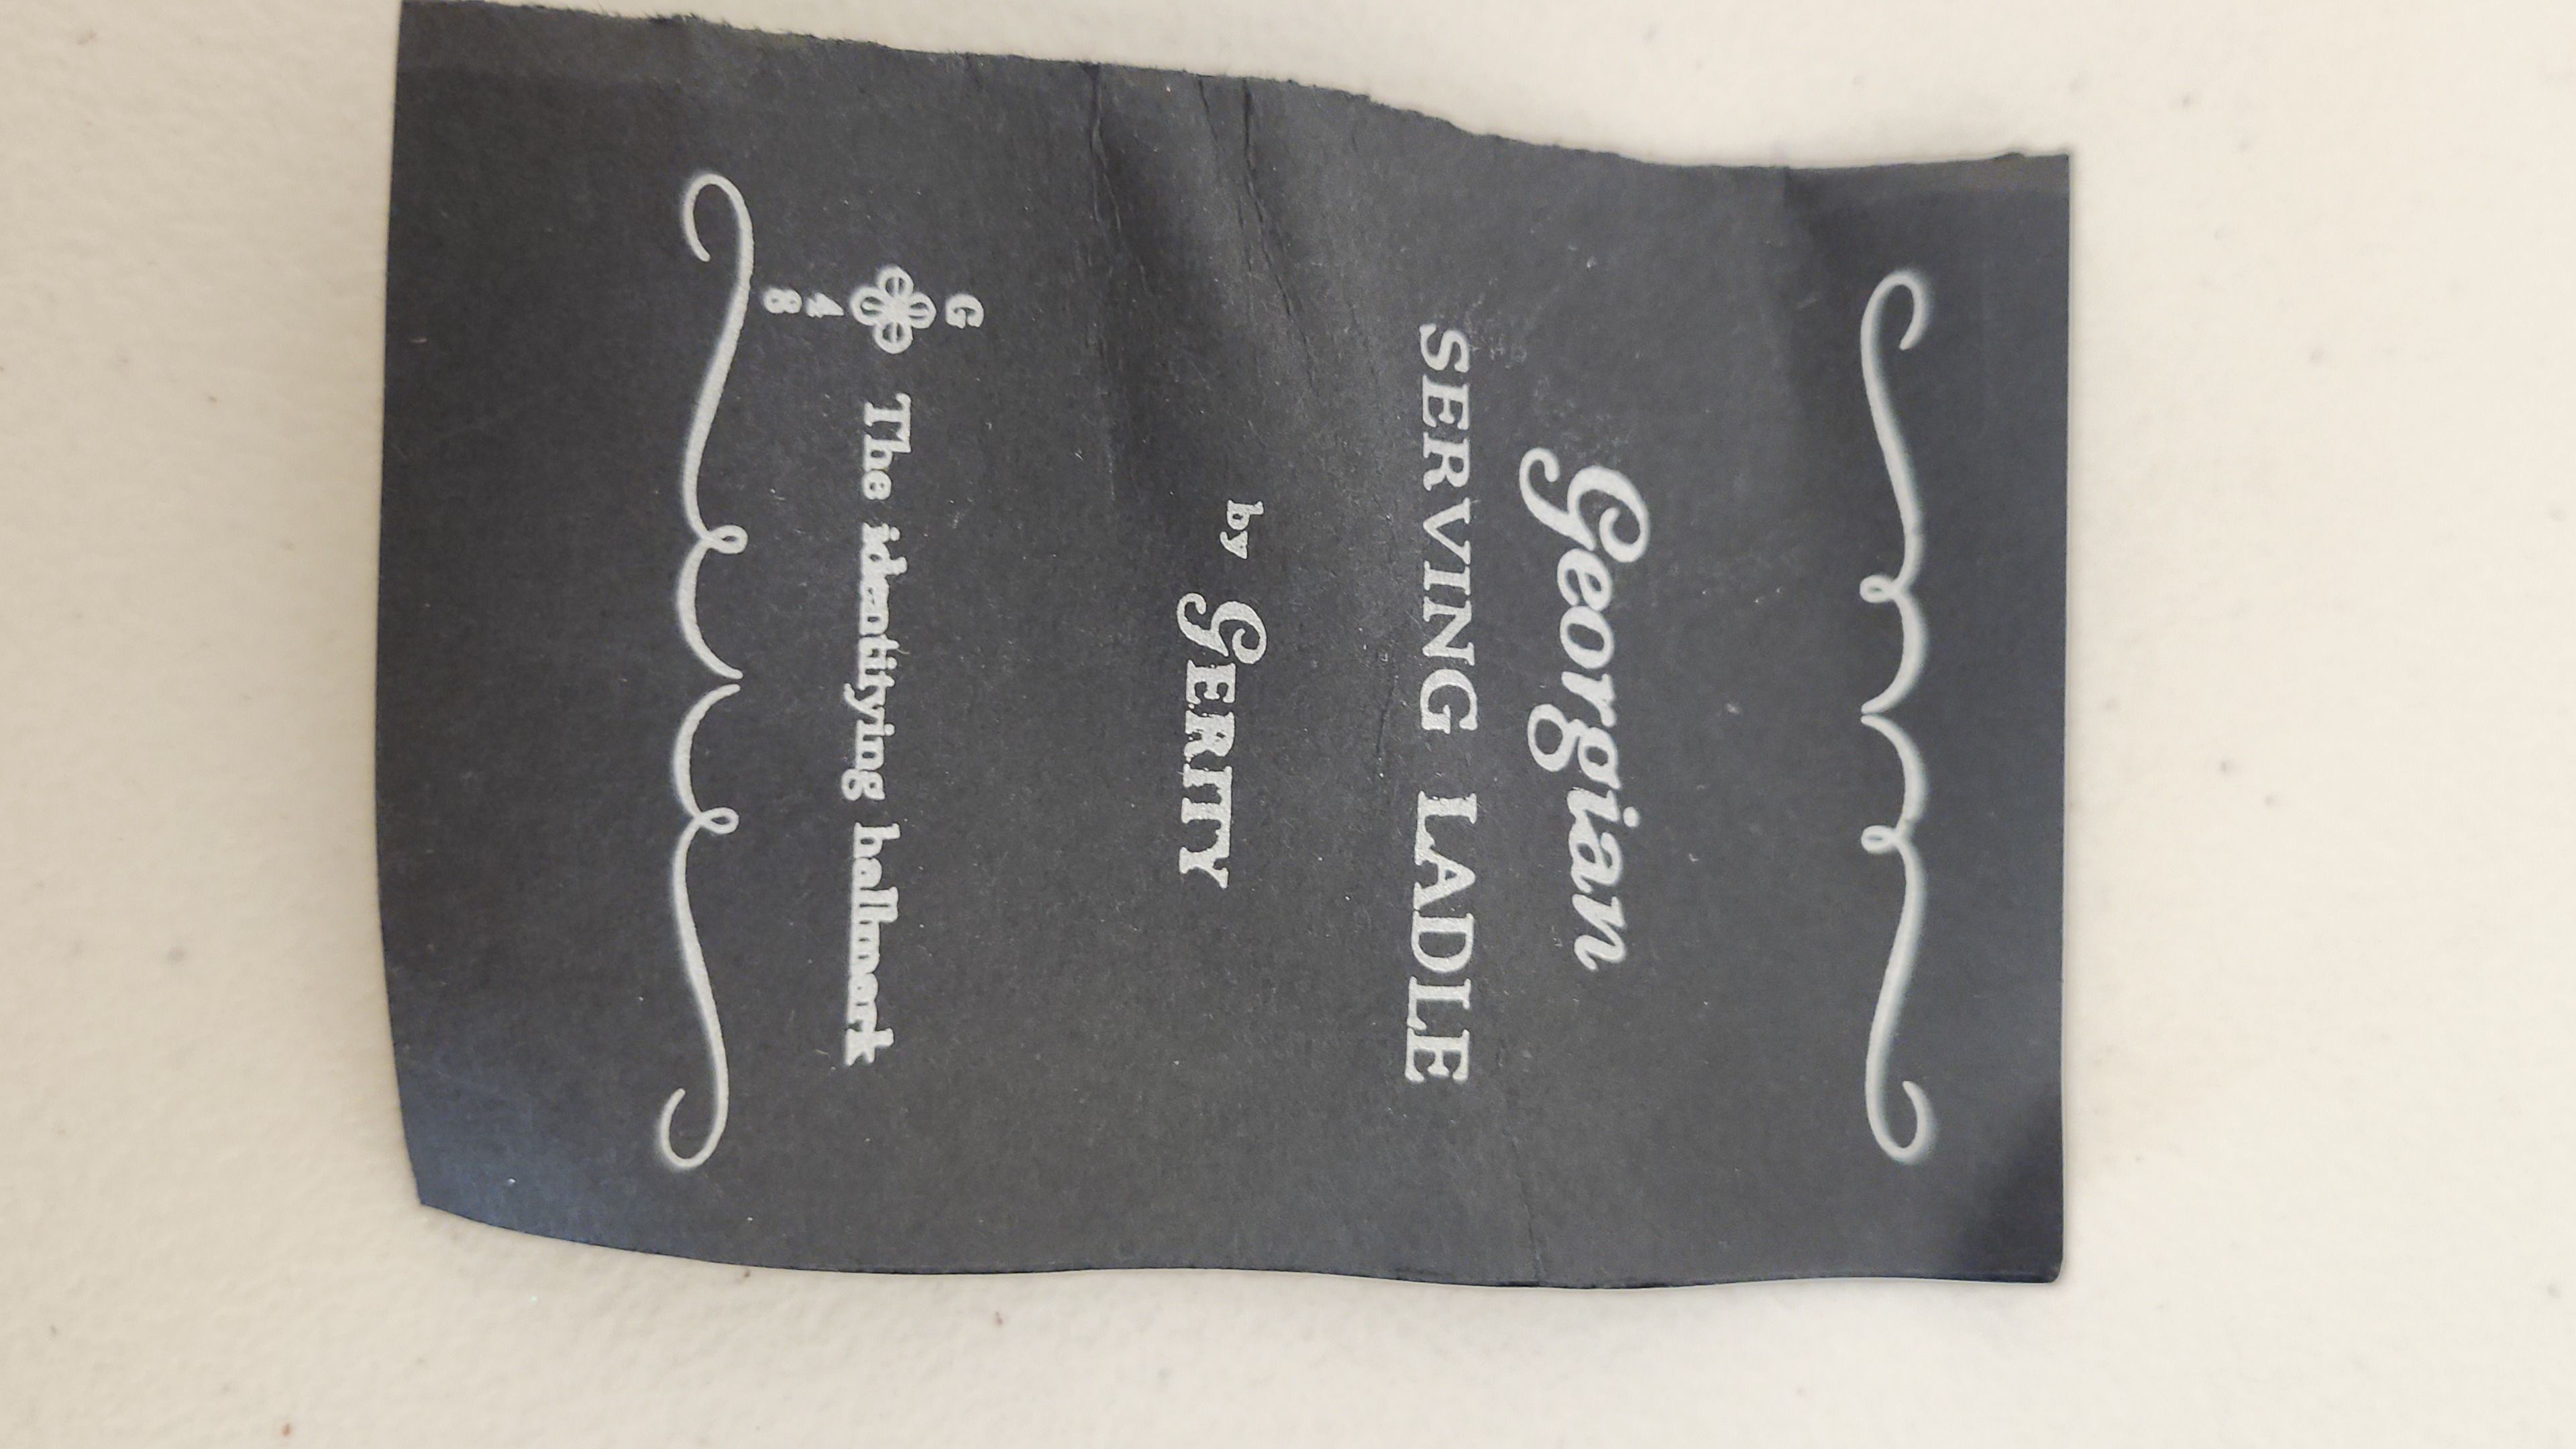 Georgian
SERVING LADLE
by GERITY
G
The identifying hallmark
4
8